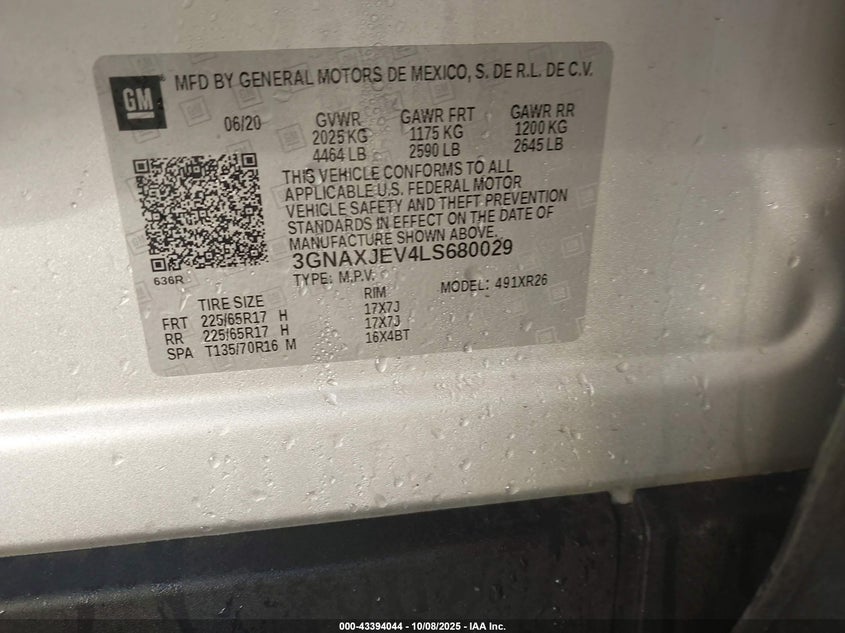 GM
MFD BY GENERAL MOTORS DE MEXICO, S. DE R.L. DE C.V.
06/20 GVWR GAWR FRT GAWR RR
2025 KG 1175 KG 1200 KG
4464 LB 2590 LB 2645 LB
THIS VEHICLE CONFORMS TO ALL
APPLICABLE U.S. FEDERAL MOTOR
VEHICLE SAFETY AND THEFT PREVENTION
STANDARDS IN EFFECT ON THE DATE OF
MANUFACTURE SHOWN ABOVE.
3GNAXJEV4LS680029
636R
TYPE: M.P.V. MODEL: 491XR26
TIRE SIZE RIM
FRT 225/65R17 H 17X7J
RR 225/65R17 H 17X7J
SPA T135/70R16 M 16X4BT
000-43394044 - 10/08/2025 - IAA Inc.